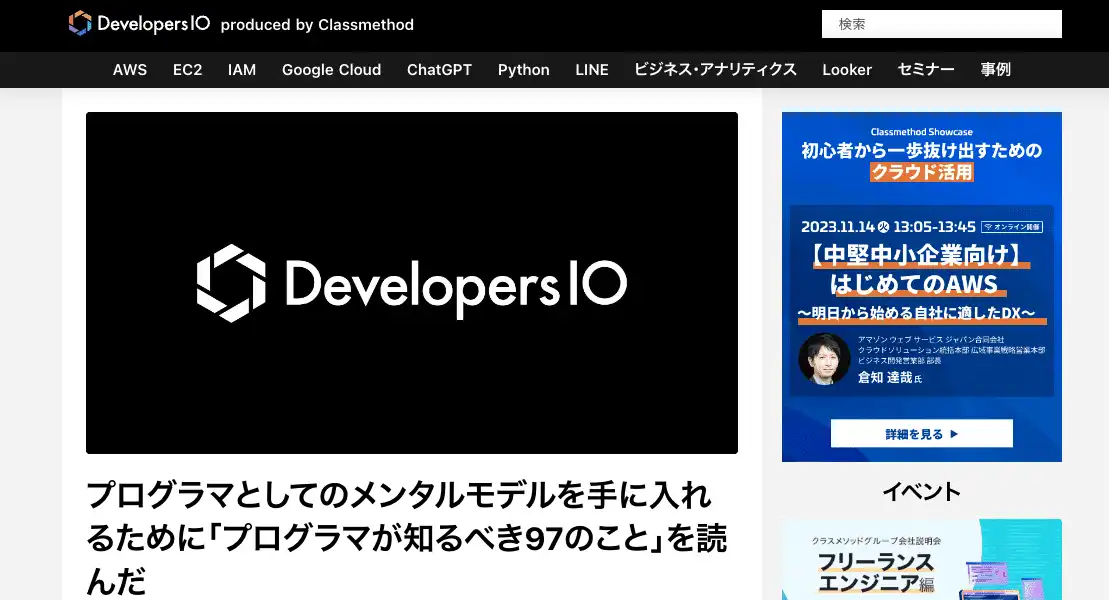 DevelopersIO produced by Classmethod
検索
AWS EC2 IAM Google Cloud ChatGPT Python LINE ビジネス・アナリティクス Looker セミナー 事例
DevelopersIO
プログラマとしてのメンタルモデルを手に入れ
るために「プログラマが知るべき97のこと」を読
んだ
Classmethod Showcase
初心者から一歩抜け出すための
クラウド活用
2023.11.14 火 13:05-13:45 オンライン開催
【中堅中小企業向け】
はじめてのAWS
〜明日から始める自社に適したDX〜
アマゾン ウェブ サービス ジャパン合同会社
クラウドソリューション統括本部 広域事業戦略営業本部
ビジネス開発営業部 部長
倉知 達哉氏
詳細を見る ▶
イベント
クラスメソッドグループ会社説明会
フリーランス
エンジニア編